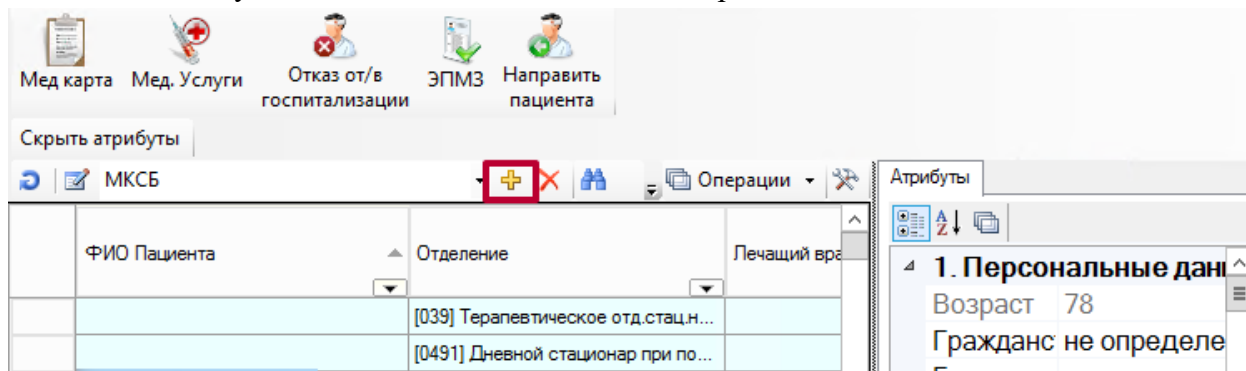 Мед карта Мед. Услуги Отказ от/в госпитализации ЭПМЗ Направить пациента
Скрыть атрибуты
МКСБ Операции Атрибуты
ФИО Пациента Отделение Лечащий вра
1. Персональные дан
Возраст 78
[039] Терапевтическое отд.стац.н...
Гражданс не определе
[0491] Дневной стационар при по...